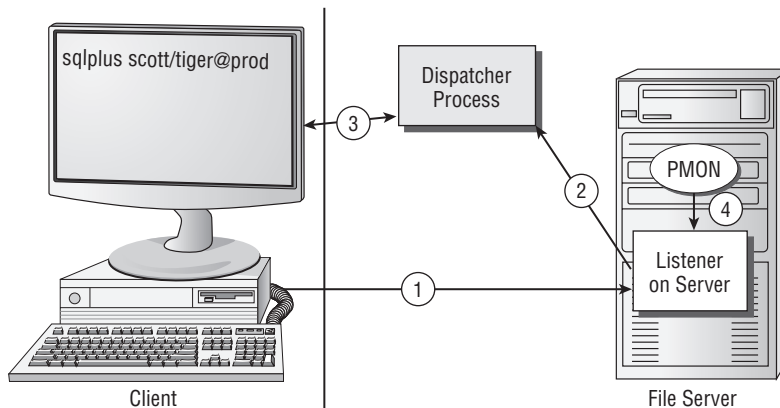 sqlplus scott/tiger@prod
Dispatcher
Process
3
PMON
2
4
Listener
on Server
1
Client
File Server